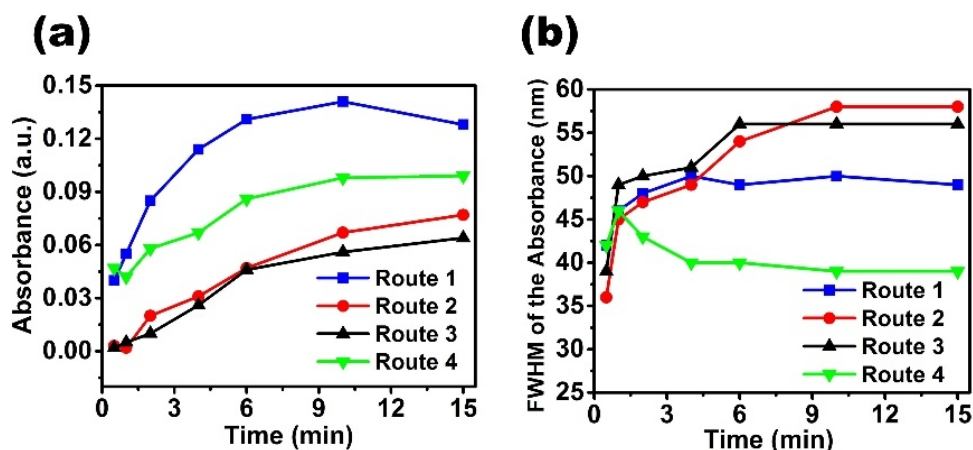 (a)
Absorbance (a.u.)
0.15
0.12
0.09
0.06
0.03
0.00
Route 1
Route 2
Route 3
Route 4
0 3 6 9 12 15
Time (min)
(b)
FWHM of the Absorbance (nm)
60
55
50
45
40
35
30
25
Route 1
Route 2
Route 3
Route 4
0 3 6 9 12 15
Time (min)